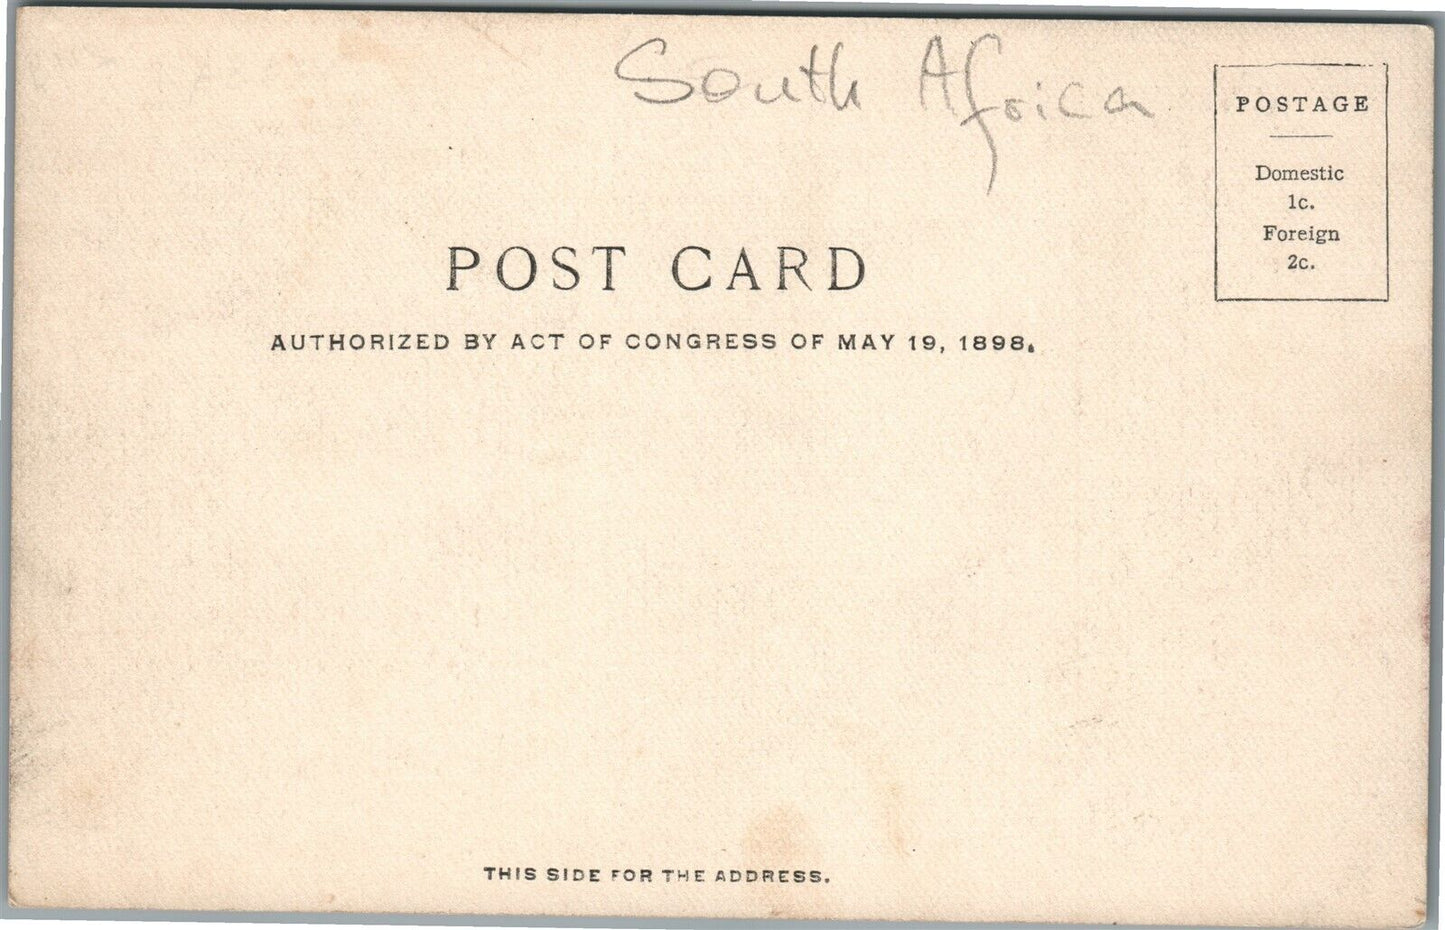 South Africa
POSTAGE
Domestic
1c.
Foreign
2c.
POST CARD
AUTHORIZED BY ACT OF CONGRESS OF MAY 19, 1898.
THIS SIDE FOR THE ADDRESS.